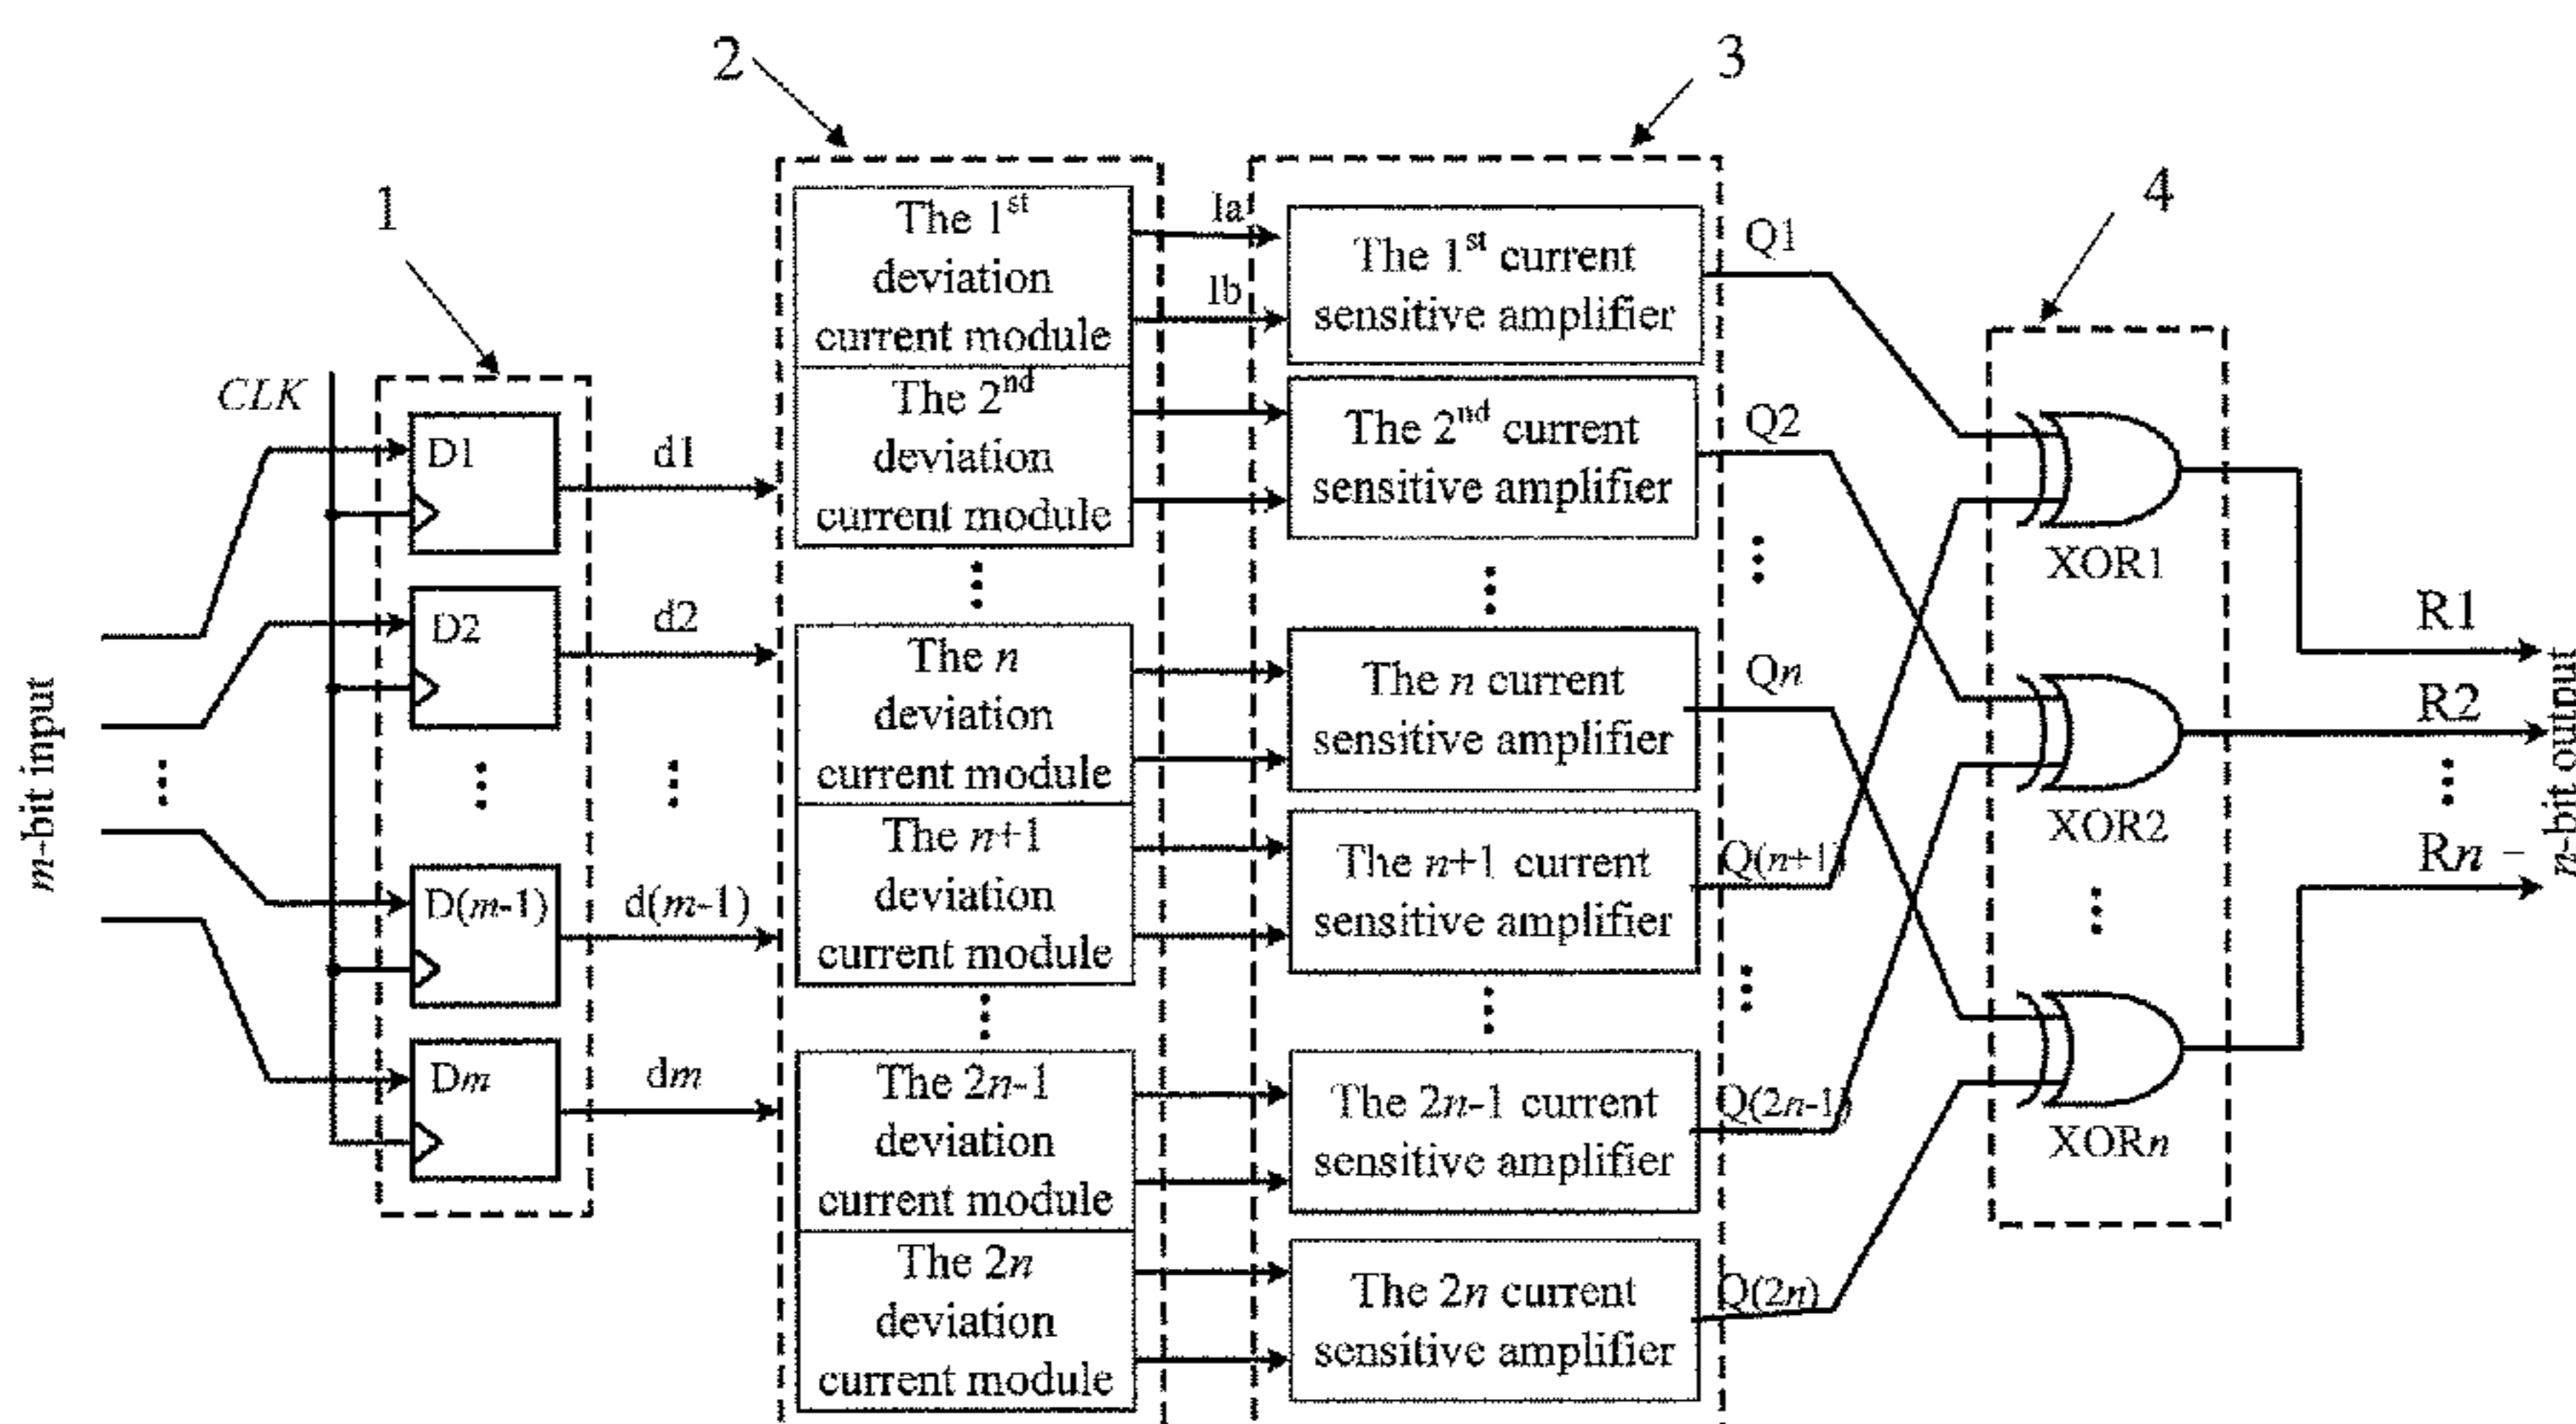 2
3
1
4
m-bit input
CLK
D1
D2
D(m-1)
Dm
d1
d2
d(m-1)
dm
The 1st
deviation
current module
The 2nd
deviation
current module
The n
deviation
current module
The n+1
deviation
current module
The 2n-1
deviation
current module
The 2n
deviation
current module
Ia
Ib
The 1st current
sensitive amplifier
The 2nd current
sensitive amplifier
The n current
sensitive amplifier
The n+1 current
sensitive amplifier
The 2n-1 current
sensitive amplifier
The 2n current
sensitive amplifier
Q1
Q2
Qn
Q(n+1)
Q(2n-1)
Q(2n)
XOR1
XOR2
XORn
R1
R2
Rn
n-bit output